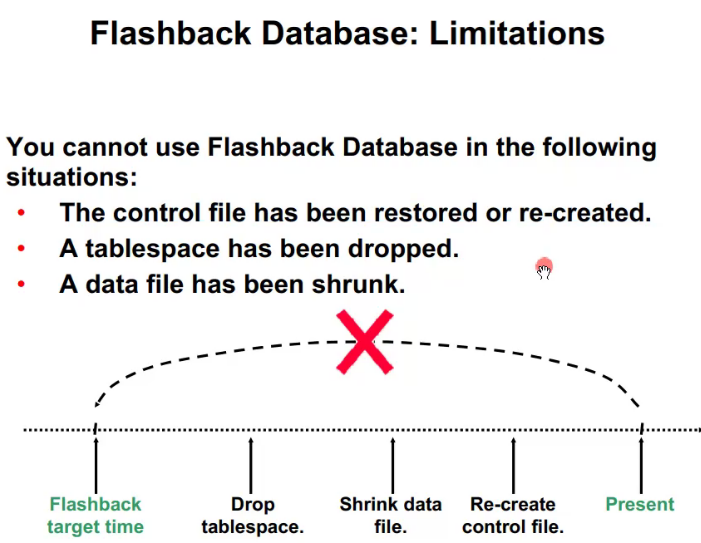 Flashback Database: Limitations
You cannot use Flashback Database in the following
situations:
• The control file has been restored or re-created.
• A tablespace has been dropped.
• A data file has been shrunk.
Flashback
target time
Drop
tablespace.
Shrink data
file.
Re-create
control file.
Present